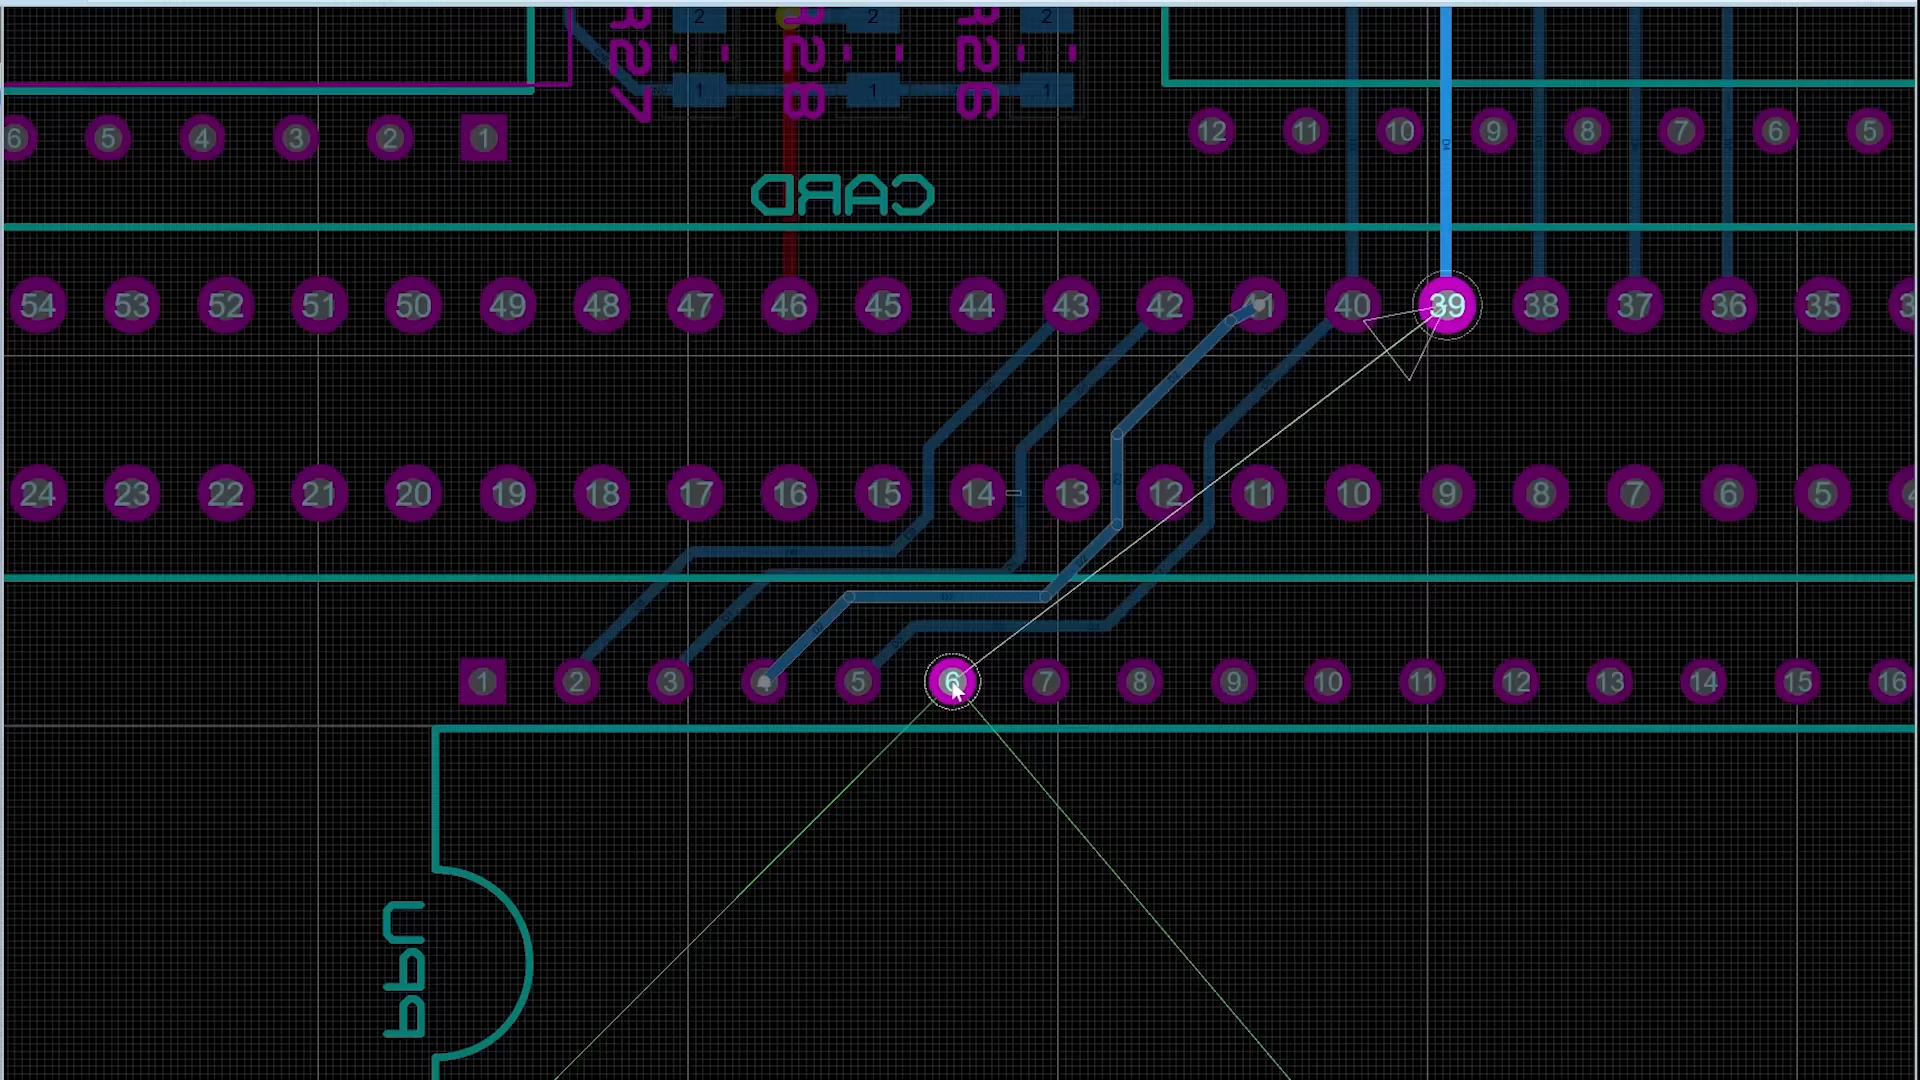 2 2 2
R27 R28 R26
1 1 1
6 5 4 3 2 1 12 11 10 9 8 7 6 5
CARD
54 53 52 51 50 49 48 47 46 45 44 43 42 41 40 39 38 37 36 35
24 23 22 21 20 19 18 17 16 15 14 13 12 11 10 9 8 7 6 5
1 2 3 4 5 6 7 8 9 10 11 12 13 14 15 16